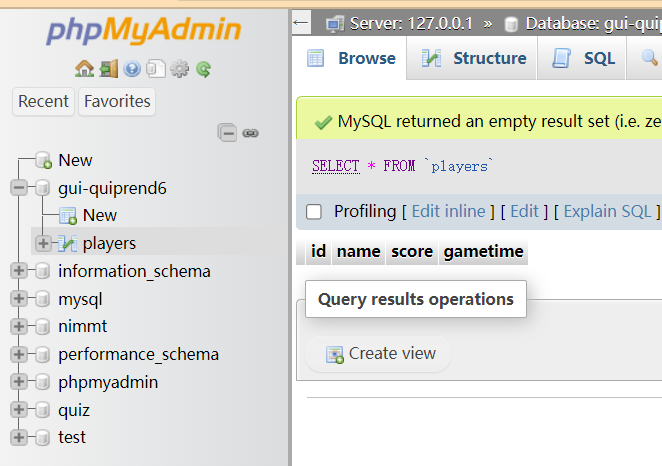 phpMyAdmin
Recent Favorites
New
gui-quiprend6
New
players
information_schema
mysql
nimmt
performance_schema
phpmyadmin
quiz
test
Server: 127.0.0.1 » Database: gui-quip
Browse Structure SQL
MySQL returned an empty result set (i.e. ze
SELECT * FROM `players`
Profiling [ Edit inline ] [ Edit ] [ Explain SQL ]
id name score gametime
Query results operations
Create view